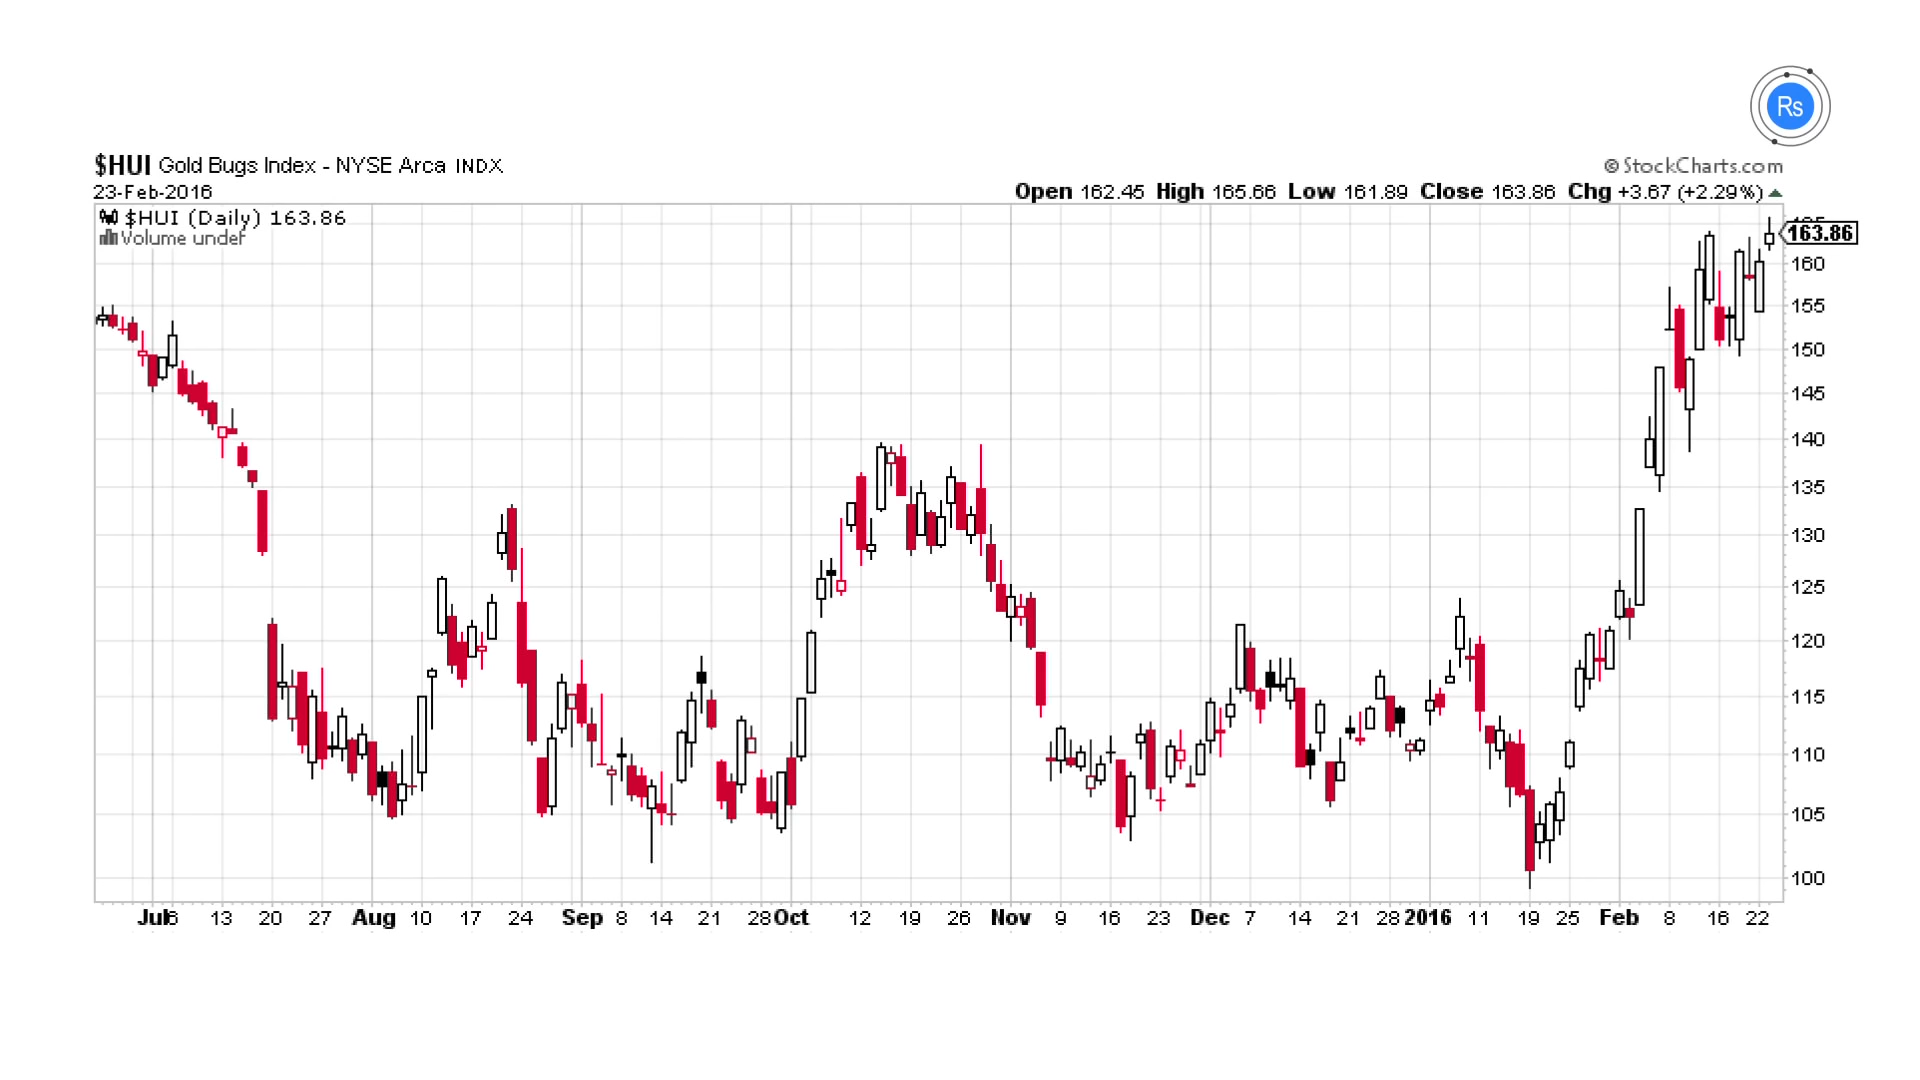 Rs
$HUI Gold Bugs Index - NYSE Arca INDX
© StockCharts.com
23-Feb-2016
Open 162.45 High 165.66 Low 161.89 Close 163.86 Chg +3.67 (+2.29%)
$HUI (Daily) 163.86
Volume undef
163.86
160
155
150
145
140
135
130
125
120
115
110
105
100
Jul 6 13 20 27 Aug 10 17 24 Sep 8 14 21 28 Oct 12 19 26 Nov 9 16 23 Dec 7 14 21 28 2016 11 19 25 Feb 8 16 22